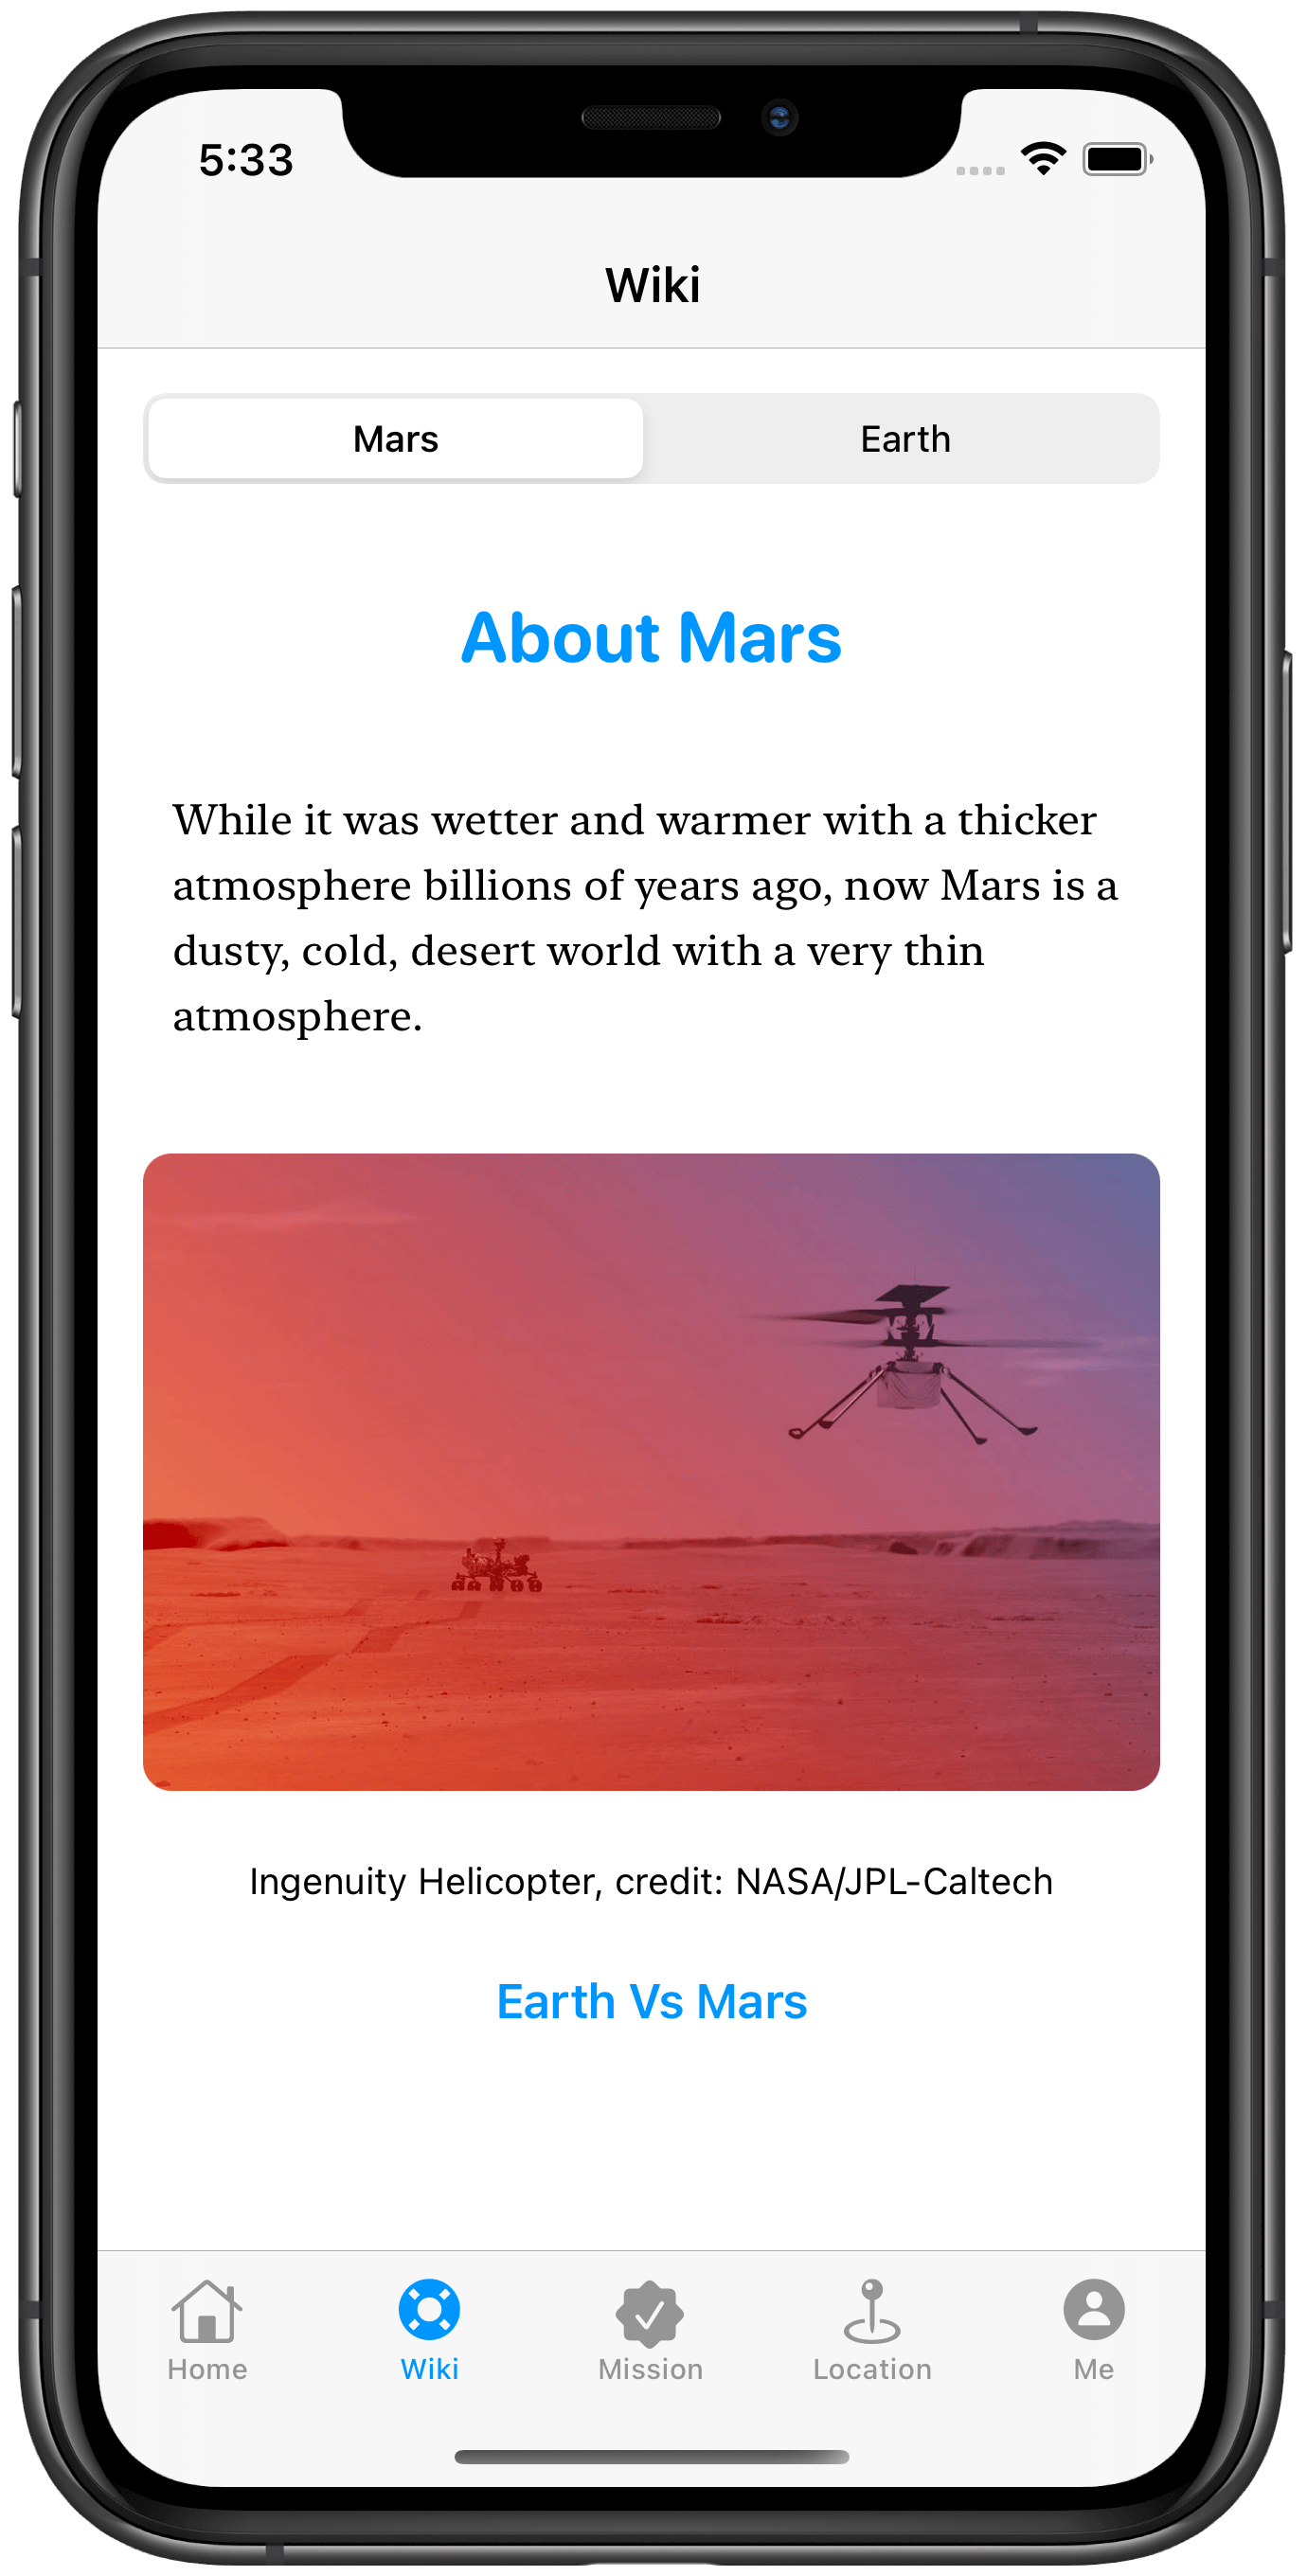 5:33
Wiki
Mars
Earth
About Mars
While it was wetter and warmer with a thicker
atmosphere billions of years ago, now Mars is a
dusty, cold, desert world with a very thin
atmosphere.
Ingenuity Helicopter, credit: NASA/JPL-Caltech
Earth Vs Mars
Home
Wiki
Mission
Location
Me